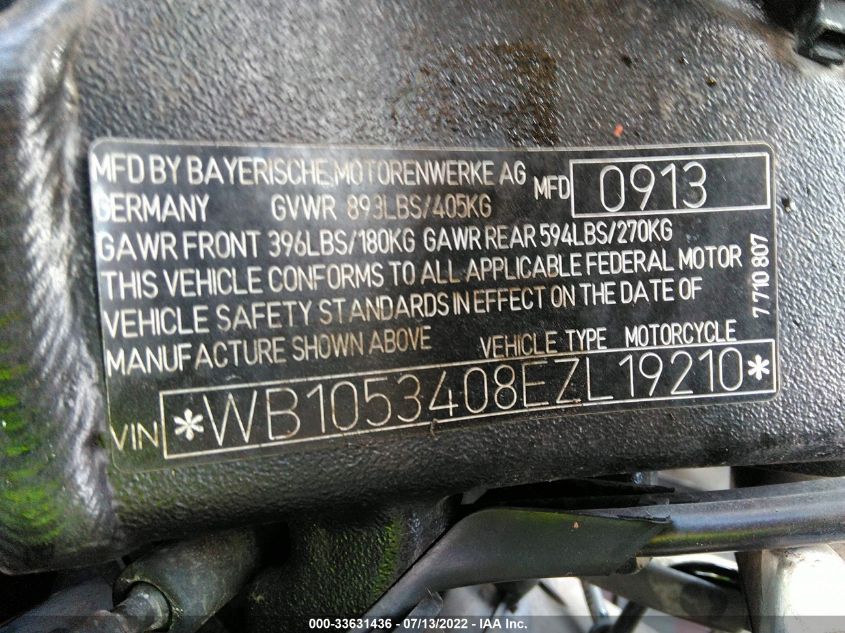 MFD BY BAYERISCHE MOTORENWERKE AG MFD 0913
GERMANY GVWR 893LBS/405KG
GAWR FRONT 396LBS/180KG GAWR REAR 594LBS/270KG
THIS VEHICLE CONFORMS TO ALL APPLICABLE FEDERAL MOTOR
VEHICLE SAFETY STANDARDS IN EFFECT ON THE DATE OF
MANUFACTURE SHOWN ABOVE VEHICLE TYPE MOTORCYCLE
7 710 807
VIN *WB1053408EZL19210*
000-33631436 - 07/13/2022 - IAA Inc.